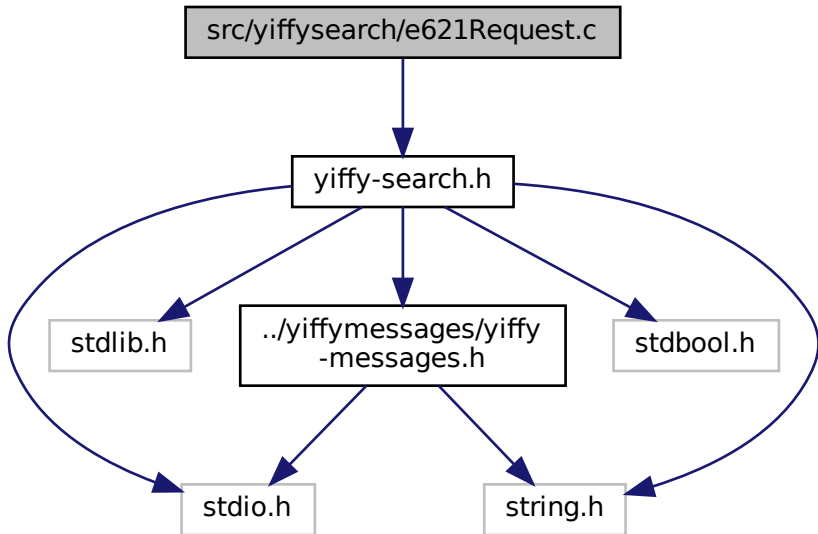 src/yiffysearch/e621Request.c
yiffy-search.h
stdlib.h
../yiffymessages/yiffy
-messages.h
stdbool.h
stdio.h
string.h